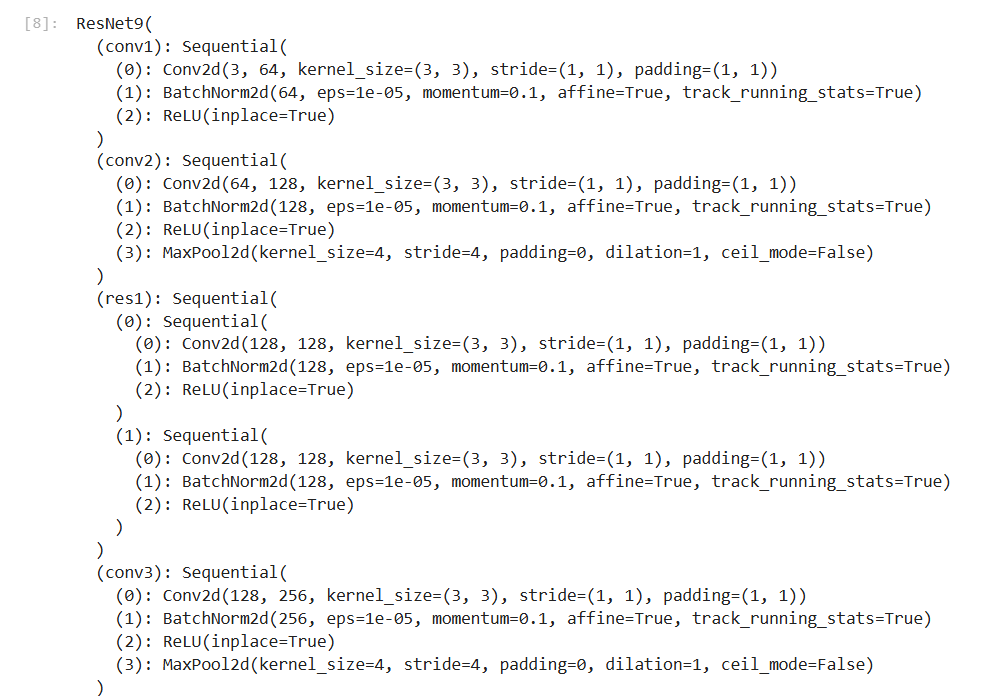 [8]: ResNet9(
  (conv1): Sequential(
    (0): Conv2d(3, 64, kernel_size=(3, 3), stride=(1, 1), padding=(1, 1))
    (1): BatchNorm2d(64, eps=1e-05, momentum=0.1, affine=True, track_running_stats=True)
    (2): ReLU(inplace=True)
  )
  (conv2): Sequential(
    (0): Conv2d(64, 128, kernel_size=(3, 3), stride=(1, 1), padding=(1, 1))
    (1): BatchNorm2d(128, eps=1e-05, momentum=0.1, affine=True, track_running_stats=True)
    (2): ReLU(inplace=True)
    (3): MaxPool2d(kernel_size=4, stride=4, padding=0, dilation=1, ceil_mode=False)
  )
  (res1): Sequential(
    (0): Sequential(
      (0): Conv2d(128, 128, kernel_size=(3, 3), stride=(1, 1), padding=(1, 1))
      (1): BatchNorm2d(128, eps=1e-05, momentum=0.1, affine=True, track_running_stats=True)
      (2): ReLU(inplace=True)
    )
    (1): Sequential(
      (0): Conv2d(128, 128, kernel_size=(3, 3), stride=(1, 1), padding=(1, 1))
      (1): BatchNorm2d(128, eps=1e-05, momentum=0.1, affine=True, track_running_stats=True)
      (2): ReLU(inplace=True)
    )
  )
  (conv3): Sequential(
    (0): Conv2d(128, 256, kernel_size=(3, 3), stride=(1, 1), padding=(1, 1))
    (1): BatchNorm2d(256, eps=1e-05, momentum=0.1, affine=True, track_running_stats=True)
    (2): ReLU(inplace=True)
    (3): MaxPool2d(kernel_size=4, stride=4, padding=0, dilation=1, ceil_mode=False)
  )